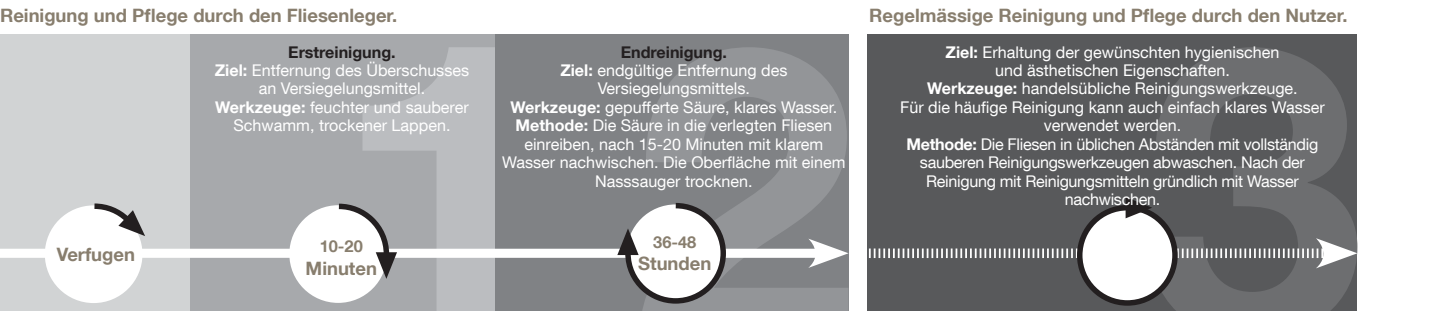 Reinigung und Pflege durch den Fliesenleger.
Erstreinigung.
Ziel: Entfernung des Überschusses
an Versiegelungsmittel.
Werkzeuge: feuchter und sauberer
Schwamm, trockener Lappen.
1
Endreinigung.
Ziel: endgültige Entfernung des
Versiegelungsmittels.
Werkzeuge: gepufferte Säure, klares Wasser.
Methode: Die Säure in die verlegten Fliesen
einreiben, nach 15-20 Minuten mit klarem
Wasser nachwischen. Die Oberfläche mit einem
Nasssauger trocknen.
2
Verfugen
10-20
Minuten
36-48
Stunden
Regelmässige Reinigung und Pflege durch den Nutzer.
Ziel: Erhaltung der gewünschten hygienischen
und ästhetischen Eigenschaften.
Werkzeuge: handelsübliche Reinigungswerkzeuge.
Für die häufige Reinigung kann auch einfach klares Wasser
verwendet werden.
Methode: Die Fliesen in üblichen Abständen mit vollständig
sauberen Reinigungswerkzeugen abwaschen. Nach der
Reinigung mit Reinigungsmitteln gründlich mit Wasser
nachwischen.
3